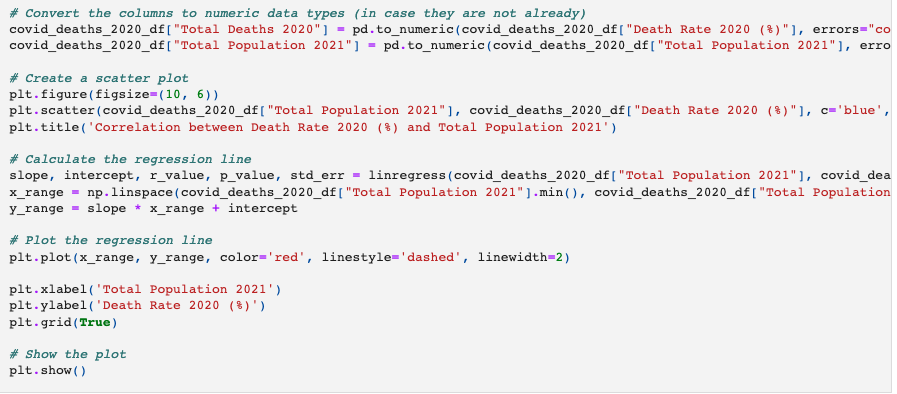 # Convert the columns to numeric data types (in case they are not already)
covid_deaths_2020_df["Total Deaths 2020"] = pd.to_numeric(covid_deaths_2020_df["Death Rate 2020 (%)"], errors="co
covid_deaths_2020_df["Total Population 2021"] = pd.to_numeric(covid_deaths_2020_df["Total Population 2021"], erro
# Create a scatter plot
plt.figure(figsize=(10, 6))
plt.scatter(covid_deaths_2020_df["Total Population 2021"], covid_deaths_2020_df["Death Rate 2020 (%)"], c='blue',
plt.title('Correlation between Death Rate 2020 (%) and Total Population 2021')
# Calculate the regression line
slope, intercept, r_value, p_value, std_err = linregress(covid_deaths_2020_df["Total Population 2021"], covid_dea
x_range = np.linspace(covid_deaths_2020_df["Total Population 2021"].min(), covid_deaths_2020_df["Total Population
y_range = slope * x_range + intercept
# Plot the regression line
plt.plot(x_range, y_range, color='red', linestyle='dashed', linewidth=2)
plt.xlabel('Total Population 2021')
plt.ylabel('Death Rate 2020 (%)')
plt.grid(True)
# Show the plot
plt.show()